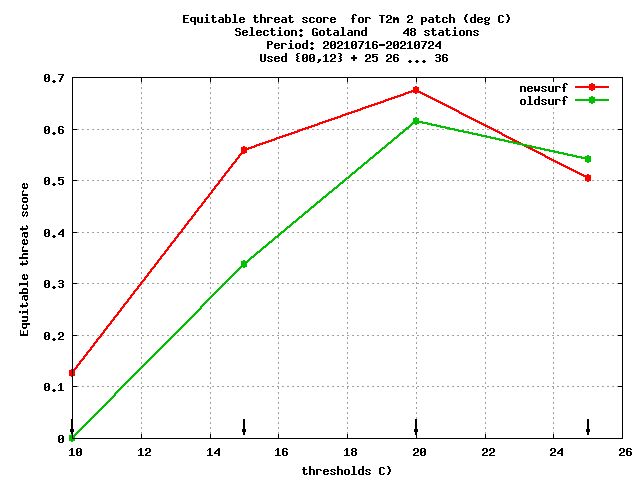 Equitable threat score  for T2m 2 patch (deg C)
Selection: Gotaland     48 stations
Period: 20210716-20210724
Used {00,12} + 25 26 ... 36
newsurf
oldsurf
Equitable threat score
0.7
0.6
0.5
0.4
0.3
0.2
0.1
0
10 12 14 16 18 20 22 24 26
thresholds C)